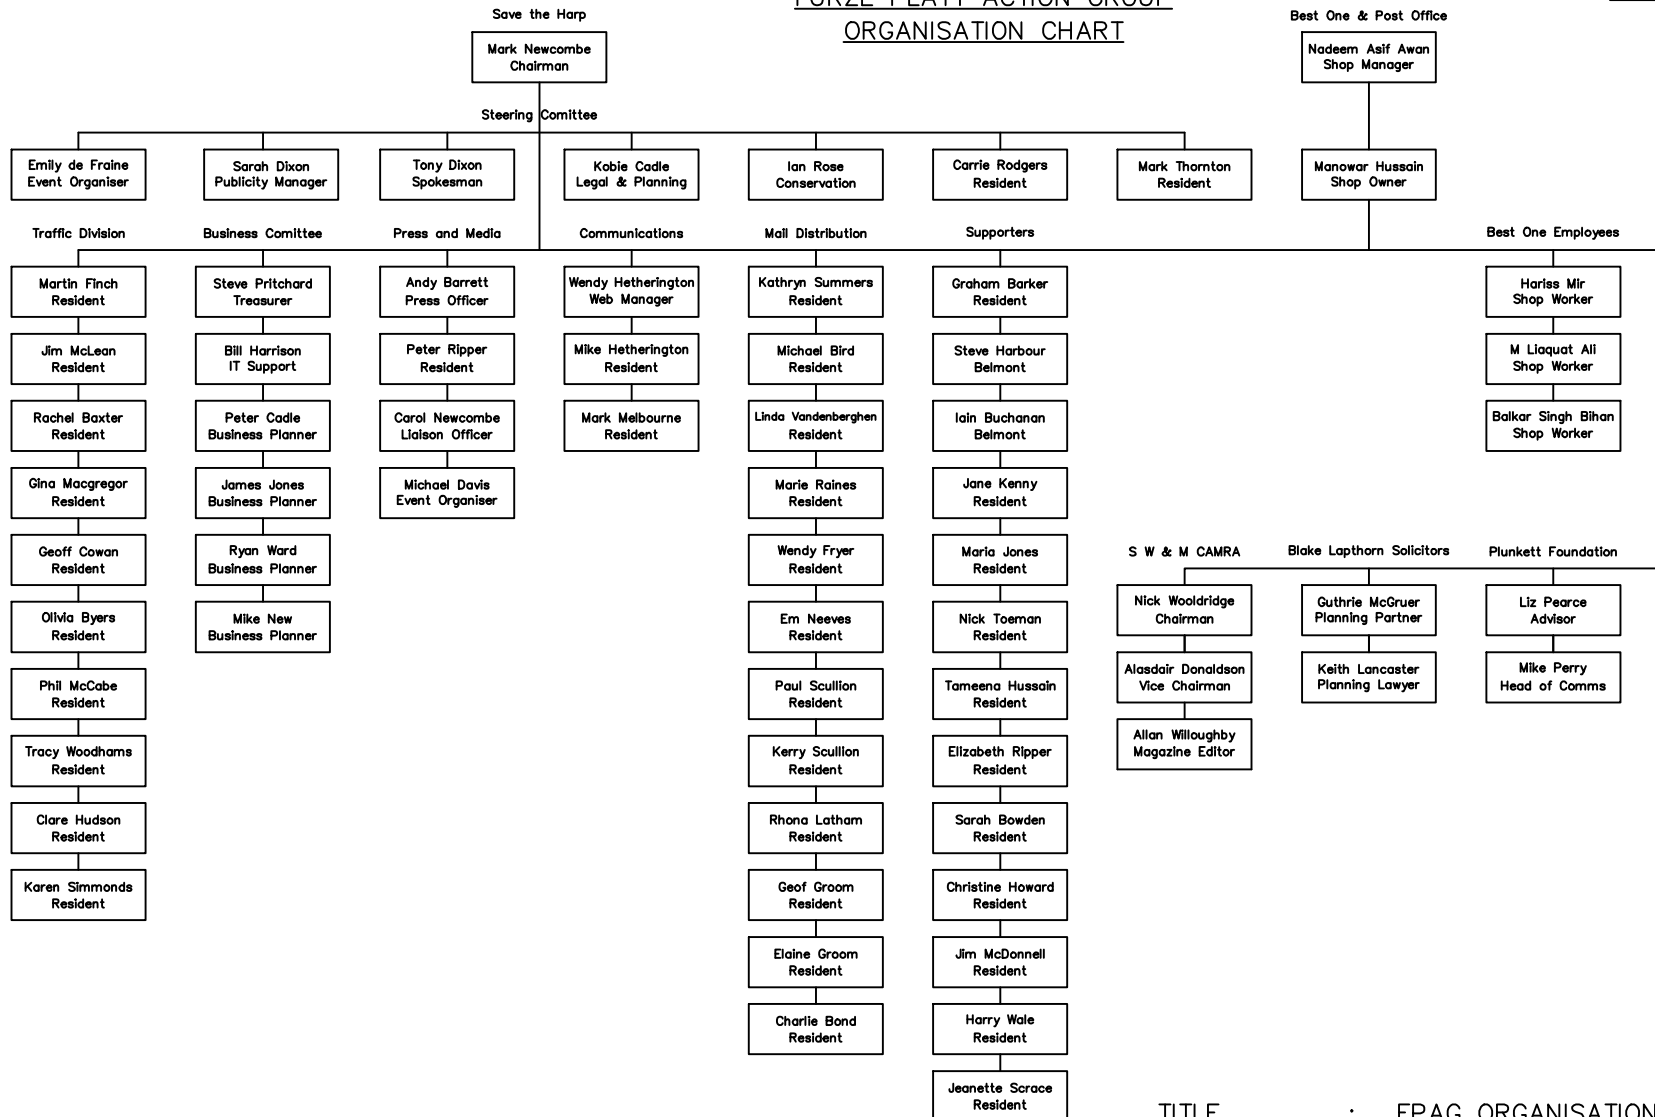 FURZE PLATT ACTION GROUP
ORGANISATION CHART
Save the Harp
Mark Newcombe
Chairman
Best One & Post Office
Nadeem Asif Awan
Shop Manager
Steering Comittee
Emily de Fraine
Event Organiser
Sarah Dixon
Publicity Manager
Tony Dixon
Spokesman
Kobie Cadle
Legal & Planning
Ian Rose
Conservation
Carrie Rodgers
Resident
Mark Thornton
Resident
Manowar Hussain
Shop Owner
Traffic Division
Martin Finch
Resident
Jim McLean
Resident
Rachel Baxter
Resident
Gina Macgregor
Resident
Geoff Cowan
Resident
Olivia Byers
Resident
Phil McCabe
Resident
Tracy Woodhams
Resident
Clare Hudson
Resident
Karen Simmonds
Resident
Business Comittee
Steve Pritchard
Treasurer
Bill Harrison
IT Support
Peter Cadle
Business Planner
James Jones
Business Planner
Ryan Ward
Business Planner
Mike New
Business Planner
Press and Media
Andy Barrett
Press Officer
Peter Ripper
Resident
Carol Newcombe
Liaison Officer
Michael Davis
Event Organiser
Communications
Wendy Hetherington
Web Manager
Mike Hetherington
Resident
Mark Melbourne
Resident
Mail Distribution
Kathryn Summers
Resident
Michael Bird
Resident
Linda Vandenberghen
Resident
Marie Raines
Resident
Wendy Fryer
Resident
Em Neeves
Resident
Paul Scullion
Resident
Kerry Scullion
Resident
Rhona Latham
Resident
Geof Groom
Resident
Elaine Groom
Resident
Charlie Bond
Resident
Supporters
Graham Barker
Resident
Steve Harbour
Belmont
Iain Buchanan
Belmont
Jane Kenny
Resident
Maria Jones
Resident
Nick Toeman
Resident
Tameena Hussain
Resident
Elizabeth Ripper
Resident
Sarah Bowden
Resident
Christine Howard
Resident
Jim McDonnell
Resident
Harry Wale
Resident
Jeanette Scrace
Resident
Best One Employees
Hariss Mir
Shop Worker
M Liaquat Ali
Shop Worker
Balkar Singh Bihan
Shop Worker
S W & M CAMRA
Nick Wooldridge
Chairman
Alasdair Donaldson
Vice Chairman
Allan Willoughby
Magazine Editor
Blake Lapthorn Solicitors
Guthrie McGruer
Planning Partner
Keith Lancaster
Planning Lawyer
Plunkett Foundation
Liz Pearce
Advisor
Mike Perry
Head of Comms
TITLE : FPAG ORGANISATION